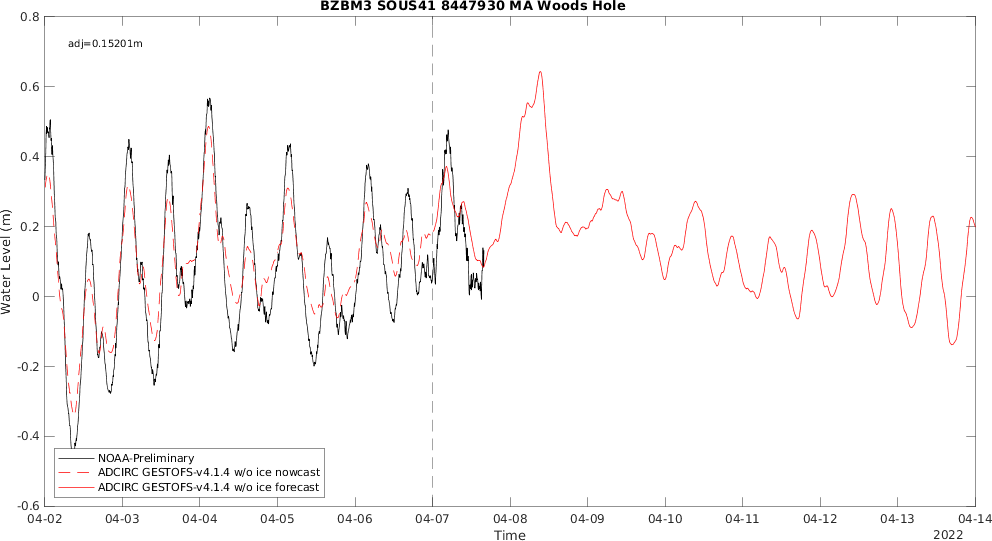 BZBM3 SOUS41 8447930 MA Woods Hole
adj=0.15201m
0.8
0.6
0.4
0.2
0
-0.2
-0.4
-0.6
Water Level (m)
NOAA-Preliminary
ADCIRC GESTOFS-v4.1.4 w/o ice nowcast
ADCIRC GESTOFS-v4.1.4 w/o ice forecast
04-02 04-03 04-04 04-05 04-06 04-07 04-08 04-09 04-10 04-11 04-12 04-13 04-14
Time
2022